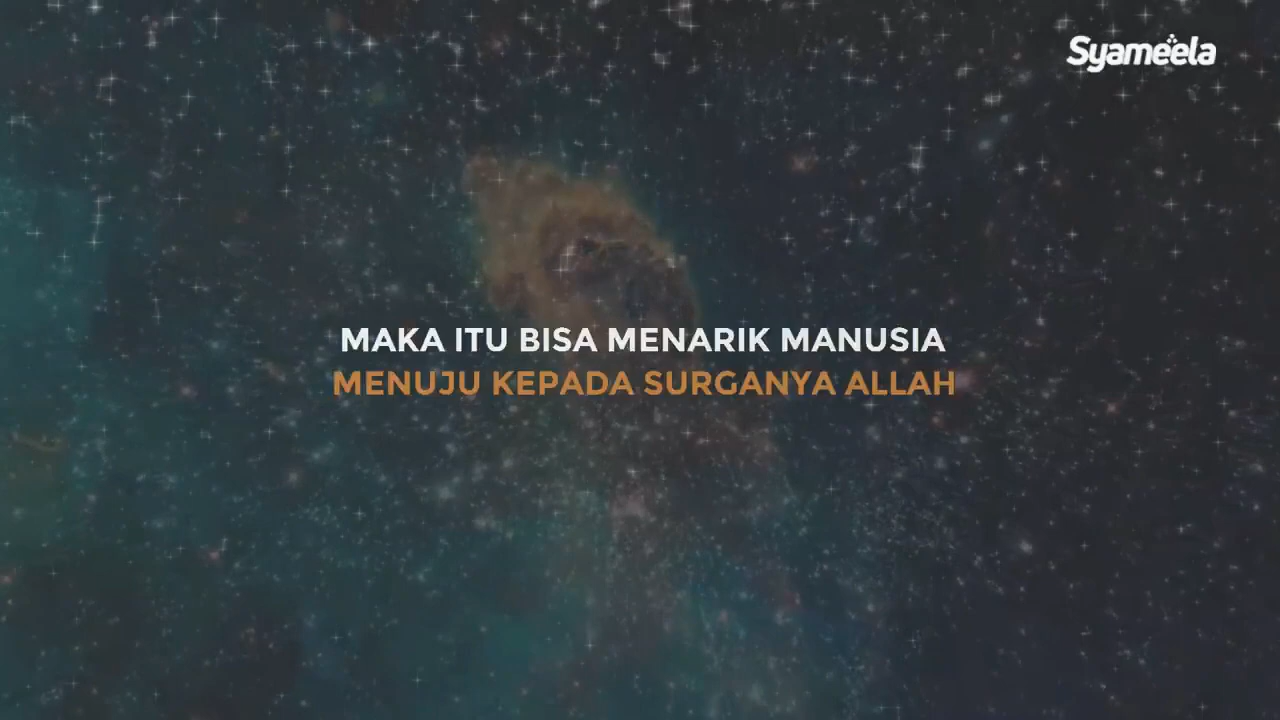 Syameela
MAKA ITU BISA MENARIK MANUSIA
MENUJU KEPADA SURGANYA ALLAH